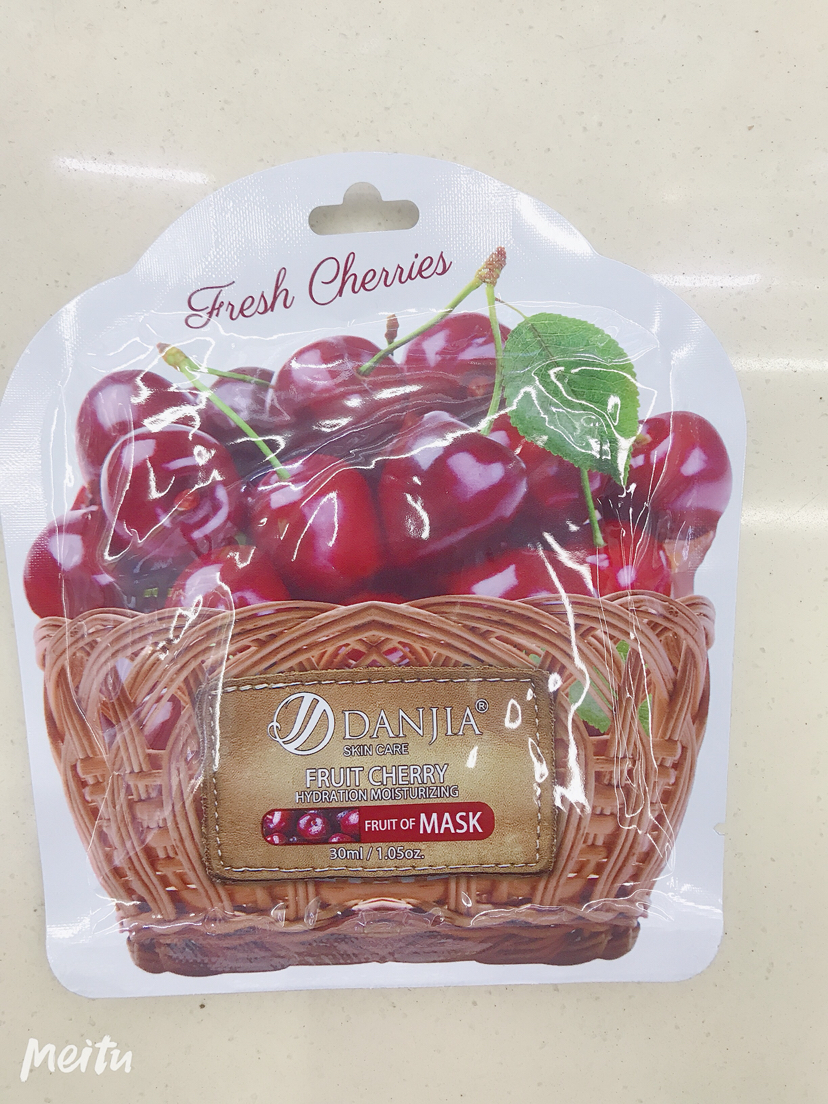 Fresh Cherries
DANJIA®
SKIN CARE
FRUIT CHERRY
HYDRATION MOISTURIZING
FRUIT OF MASK
30ml / 1.05oz.
Meitu